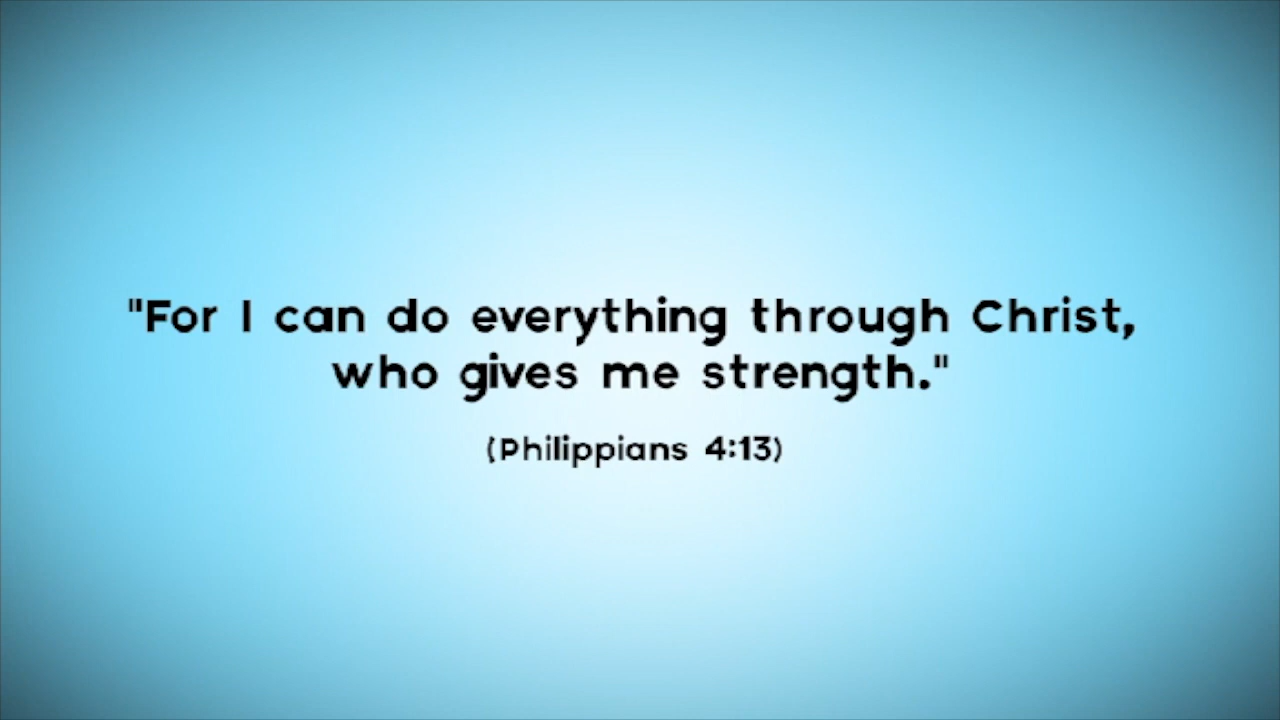 "For I can do everything through Christ,
who gives me strength."
(Philippians 4:13)